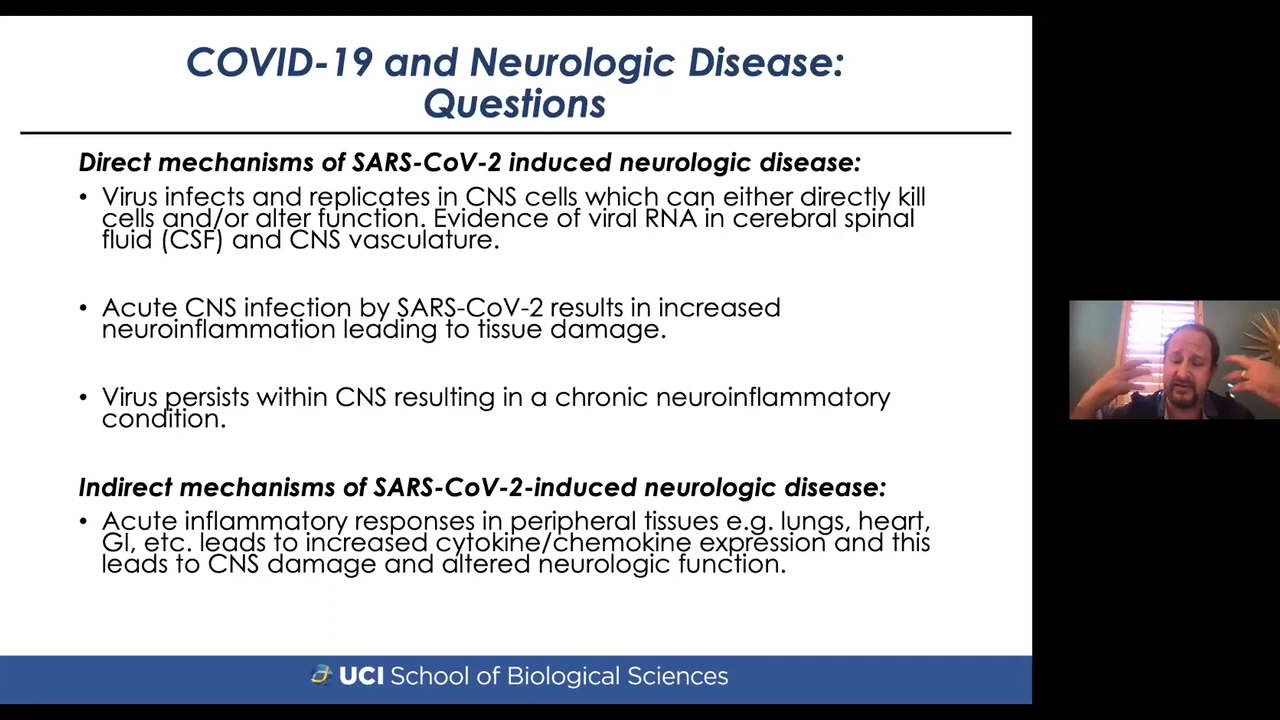 COVID-19 and Neurologic Disease:
Questions
Direct mechanisms of SARS-CoV-2 induced neurologic disease:
• Virus infects and replicates in CNS cells which can either directly kill
cells and/or alter function. Evidence of viral RNA in cerebral spinal
fluid (CSF) and CNS vasculature.
• Acute CNS infection by SARS-CoV-2 results in increased
neuroinflammation leading to tissue damage.
• Virus persists within CNS resulting in a chronic neuroinflammatory
condition.
Indirect mechanisms of SARS-CoV-2-induced neurologic disease:
• Acute inflammatory responses in peripheral tissues e.g. lungs, heart,
GI, etc. leads to increased cytokine/chemokine expression and this
leads to CNS damage and altered neurologic function.
UCI School of Biological Sciences